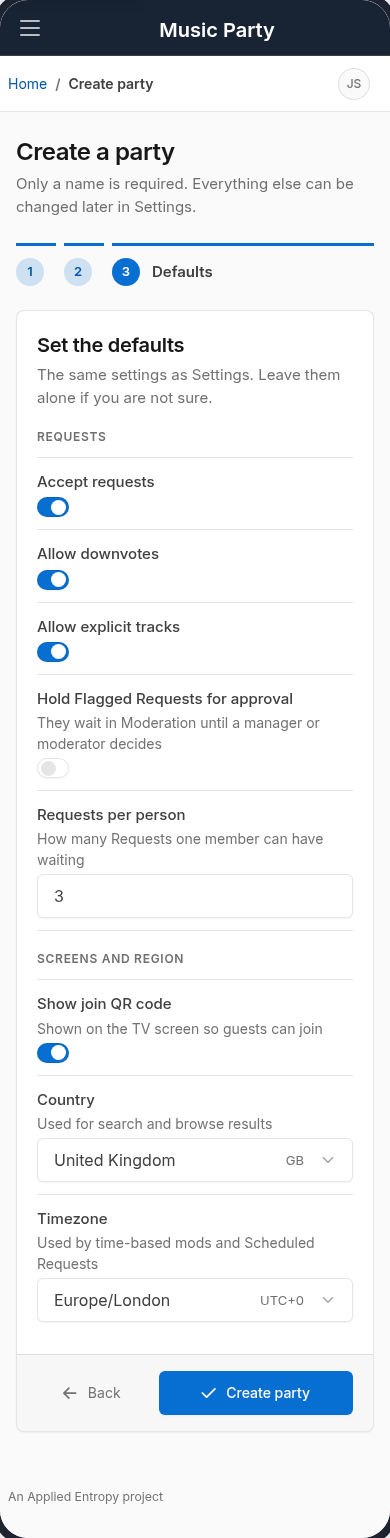 Music Party
Home / Create party
JS
Create a party
Only a name is required. Everything else can be
changed later in Settings.
1 2 3 Defaults
Set the defaults
The same settings as Settings. Leave them
alone if you are not sure.
REQUESTS
Accept requests
Allow downvotes
Allow explicit tracks
Hold Flagged Requests for approval
They wait in Moderation until a manager or
moderator decides
Requests per person
How many Requests one member can have
waiting
3
SCREENS AND REGION
Show join QR code
Shown on the TV screen so guests can join
Country
Used for search and browse results
United Kingdom GB
Timezone
Used by time-based mods and Scheduled
Requests
Europe/London UTC+0
Back Create party
An Applied Entropy project